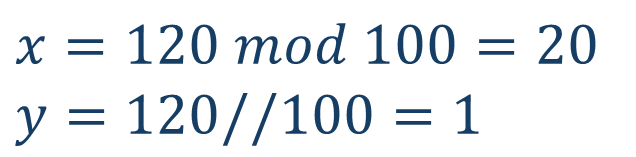 x = 120 mod 100 = 20
y = 120//100 = 1